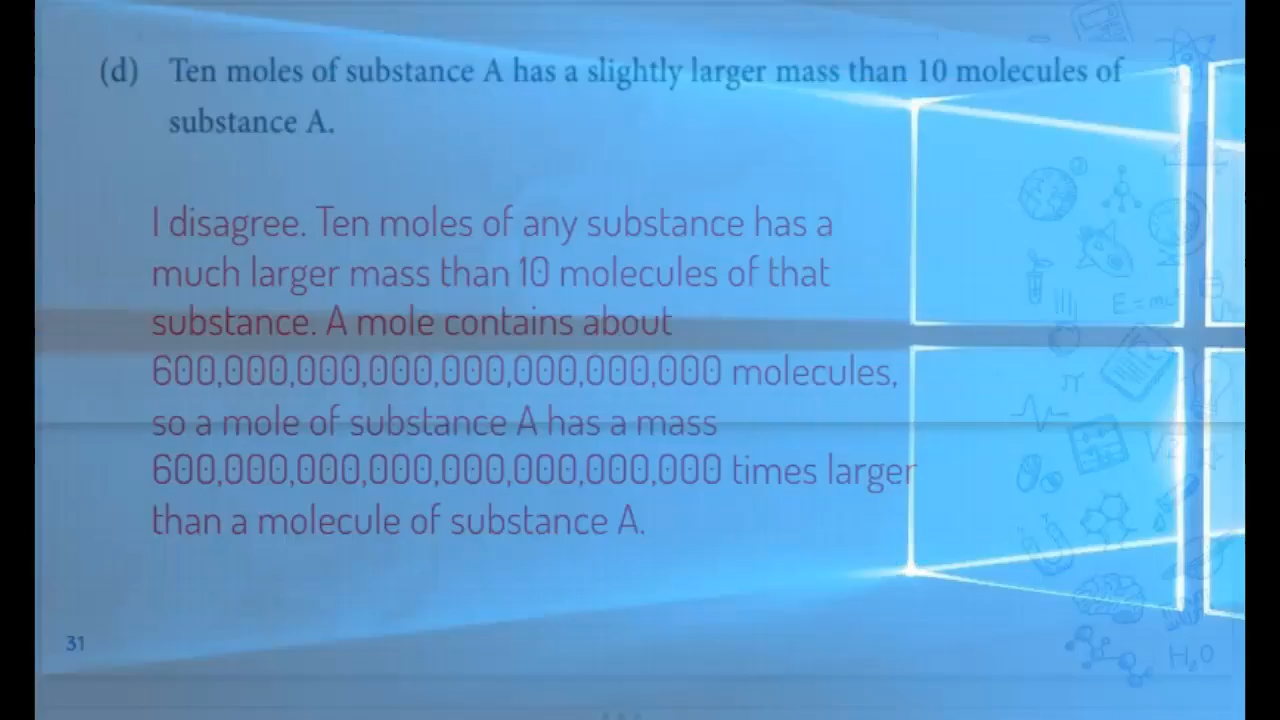 (d) Ten moles of substance A has a slightly larger mass than 10 molecules of
substance A.
I disagree. Ten moles of any substance has a
much larger mass than 10 molecules of that
substance. A mole contains about
600,000,000,000,000,000,000,000 molecules,
so a mole of substance A has a mass
600,000,000,000,000,000,000,000 times larger
than a molecule of substance A.
E=mc²
π
31
H₂O